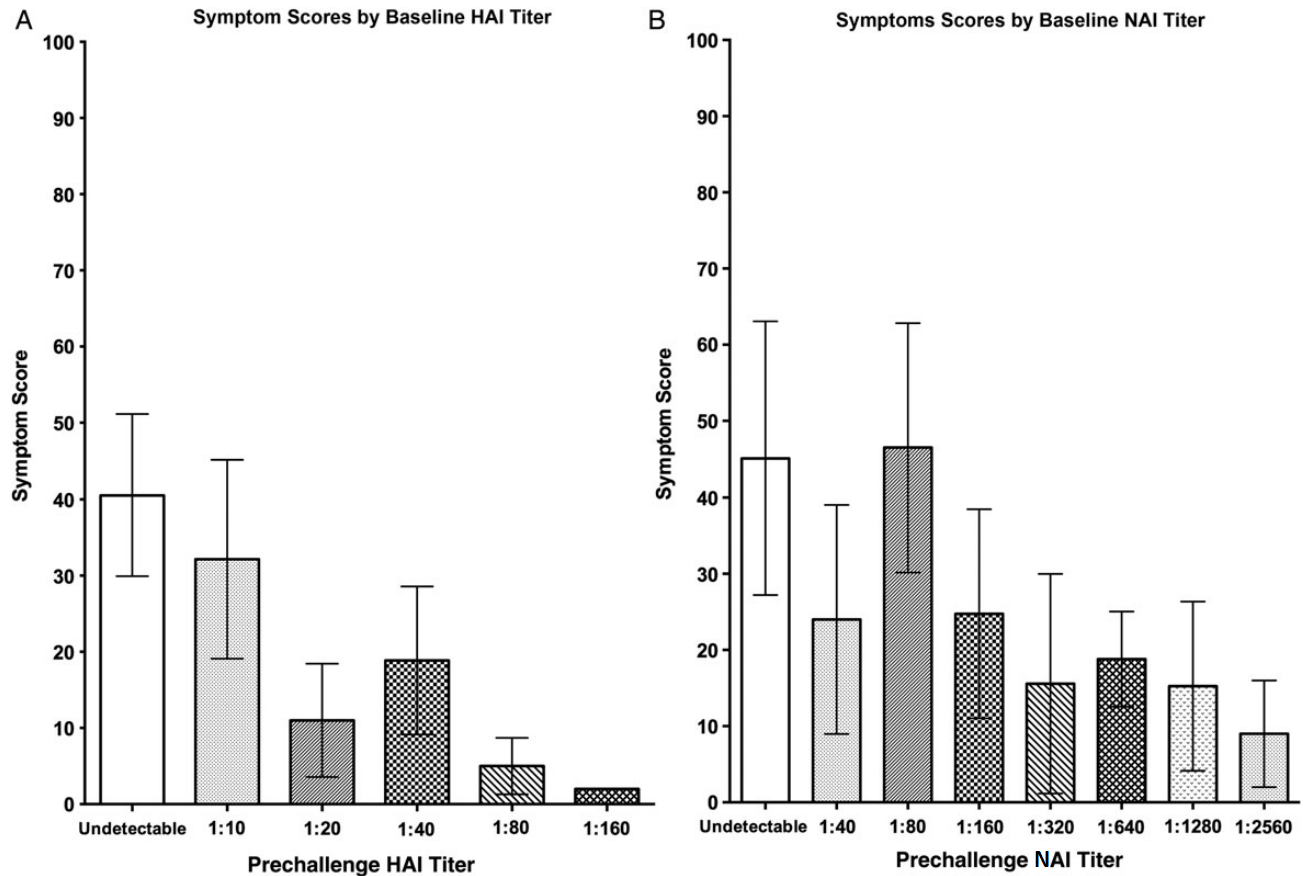 A
Symptom Scores by Baseline HAI Titer
100
90
80
70
60
50
40
30
20
10
0
Symptom Score
Undetectable 1:10 1:20 1:40 1:80 1:160
Prechallenge HAI Titer
B
Symptoms Scores by Baseline NAI Titer
100
90
80
70
60
50
40
30
20
10
0
Symptom Score
Undetectable 1:40 1:80 1:160 1:320 1:640 1:1280 1:2560
Prechallenge NAI Titer